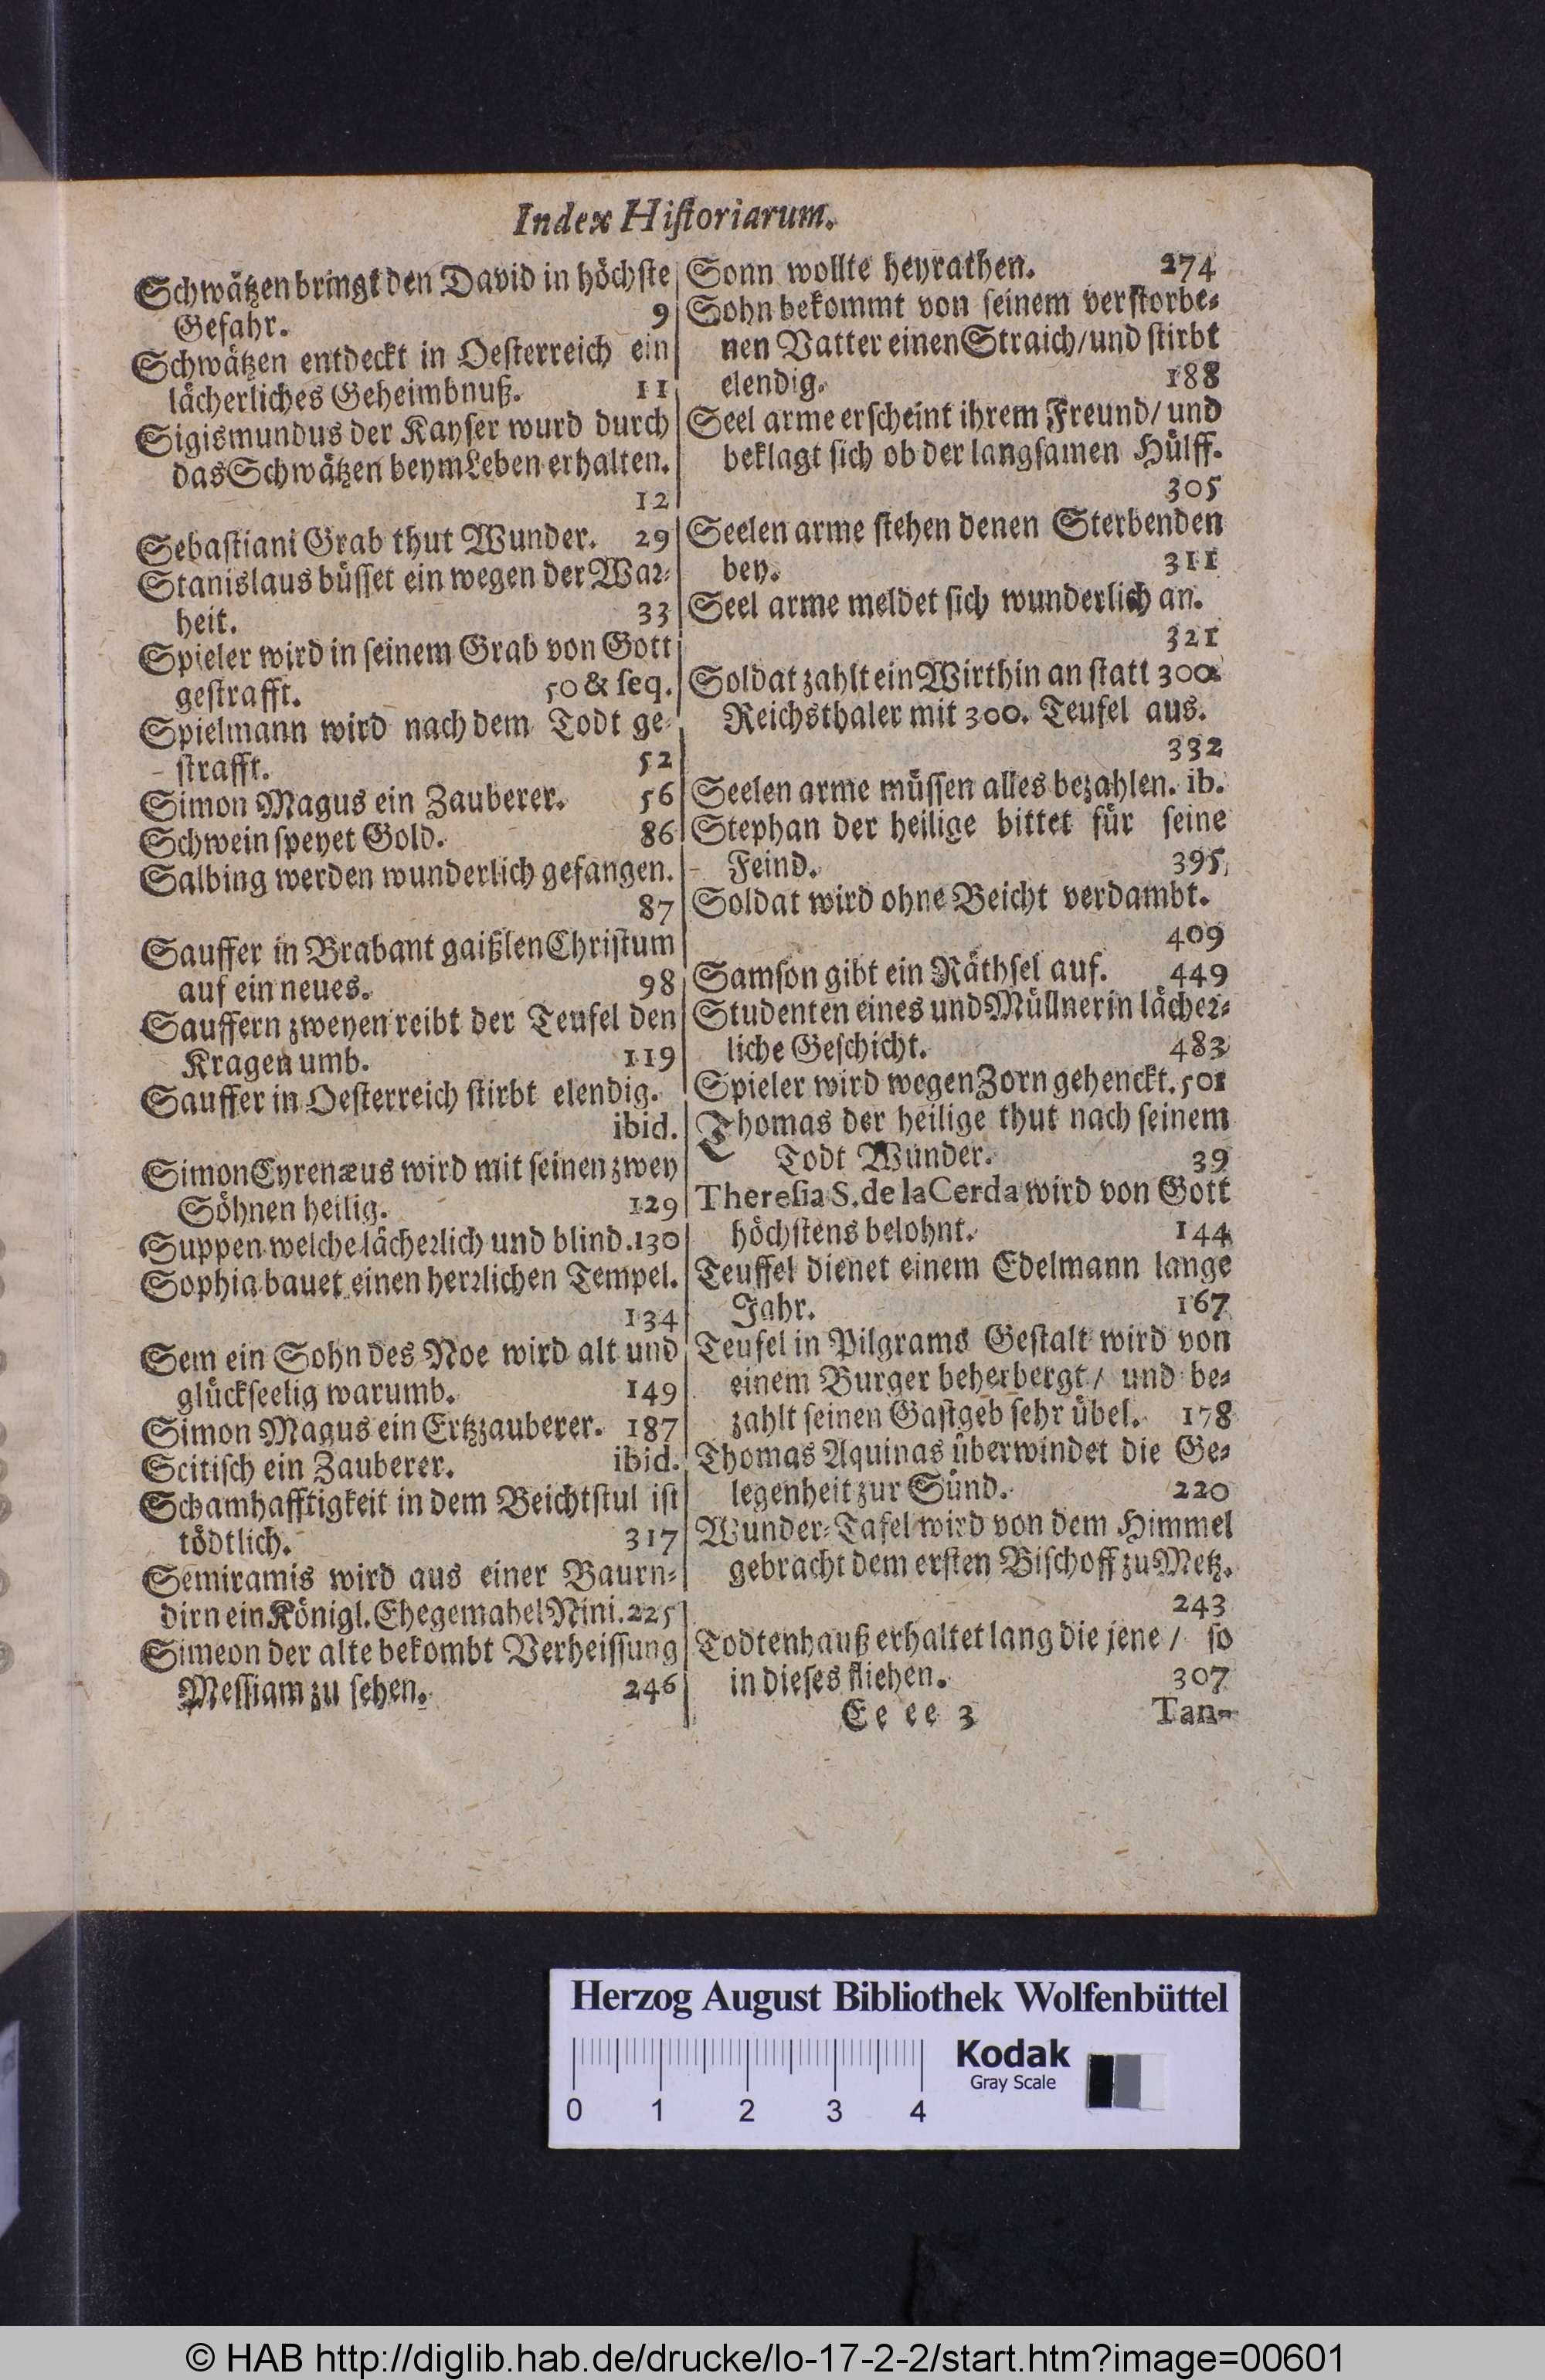 Index Hiſtoriarum.
Schwätzen bringt den David in höchſte
Gefahr. 9
Schwätzen entdeckt in Oeſterreich ein
lächerliches Geheimbnuß. 11
Sigismundus der Kayſer wurd durch
das Schwätzen beym Leben erhalten.
12
Sebaſtiani Grab thut Wunder. 29
Stanislaus büſſet ein wegen der War⸗
heit. 33
Spieler wird in ſeinem Grab von Gott
geſtrafft. 50 & ſeq.
Spielmann wird nach dem Todt ge⸗
ſtrafft. 52
Simon Magus ein Zauberer. 56
Schwein ſpeyet Gold. 86
Salbing werden wunderlich gefangen.
87
Sauffer in Brabant gaißlen Chriſtum
auf ein neues. 98
Sauffern zweyen reibt der Teufel den
Kragen umb. 119
Sauffer in Oeſterreich ſtirbt elendig.
ibid.
Simon Cyrenæus wird mit ſeinen zwey
Söhnen heilig. 129
Suppen welche lächerlich und blind. 130
Sophia bauet einen herrlichen Tempel.
134
Sem ein Sohn des Noe wird alt und
glückſeelig warumb. 149
Simon Magus ein Ertzzauberer. 187
Scitiſch ein Zauberer. ibid.
Schamhafftigkeit in dem Beichtſtul iſt
tödtlich. 317
Semiramis wird aus einer Baurn⸗
dirn ein Königl. Ehegemahel Nini. 225
Simeon der alte bekombt Verheiſſung
Meſſiam zu ſehen. 246
Sonn wollte heyrathen. 274
Sohn bekommt von ſeinem verſtorbe⸗
nen Vatter einen Straich / und ſtirbt
elendig. 188
Seel arme erſcheint ihrem Freund / und
beklagt ſich ob der langſamen Hülff.
305
Seelen arme ſtehen denen Sterbenden
bey. 311
Seel arme meldet ſich wunderlich an.
321
Soldat zahlt ein Wirthin an ſtatt 300.
Reichsthaler mit 300. Teufel aus.
332
Seelen arme müſſen alles bezahlen. ib.
Stephan der heilige bittet für ſeine
Feind. 395
Soldat wird ohne Beicht verdambt.
409
Samſon gibt ein Räthſel auf. 449
Studenten eines und Müllnerin lächer⸗
liche Geſchicht. 483
Spieler wird wegen Zorn gehenckt. 501
Thomas der heilige thut nach ſeinem
Todt Wunder. 39
Thereſia S. de la Cerda wird von Gott
höchſtens belohnt. 144
Teuffel dienet einem Edelmann lange
Jahr. 167
Teufel in Pilgrams Geſtalt wird von
einem Burger beherbergt / und be⸗
zahlt ſeinen Gaſtgeb ſehr übel. 178
Thomas Aquinas überwindet die Ge⸗
legenheit zur Sünd. 220
Wunder⸗Tafel wird von dem Himmel
gebracht dem erſten Biſchoff zu Metz.
243
Todtenhauß erhaltet lang die jene / ſo
in dieſes fliehen. 307
Ee ee 3 Tan-
Herzog August Bibliothek Wolfenbüttel
Kodak
Gray Scale
0 1 2 3 4
© HAB http://diglib.hab.de/drucke/lo-17-2-2/start.htm?image=00601